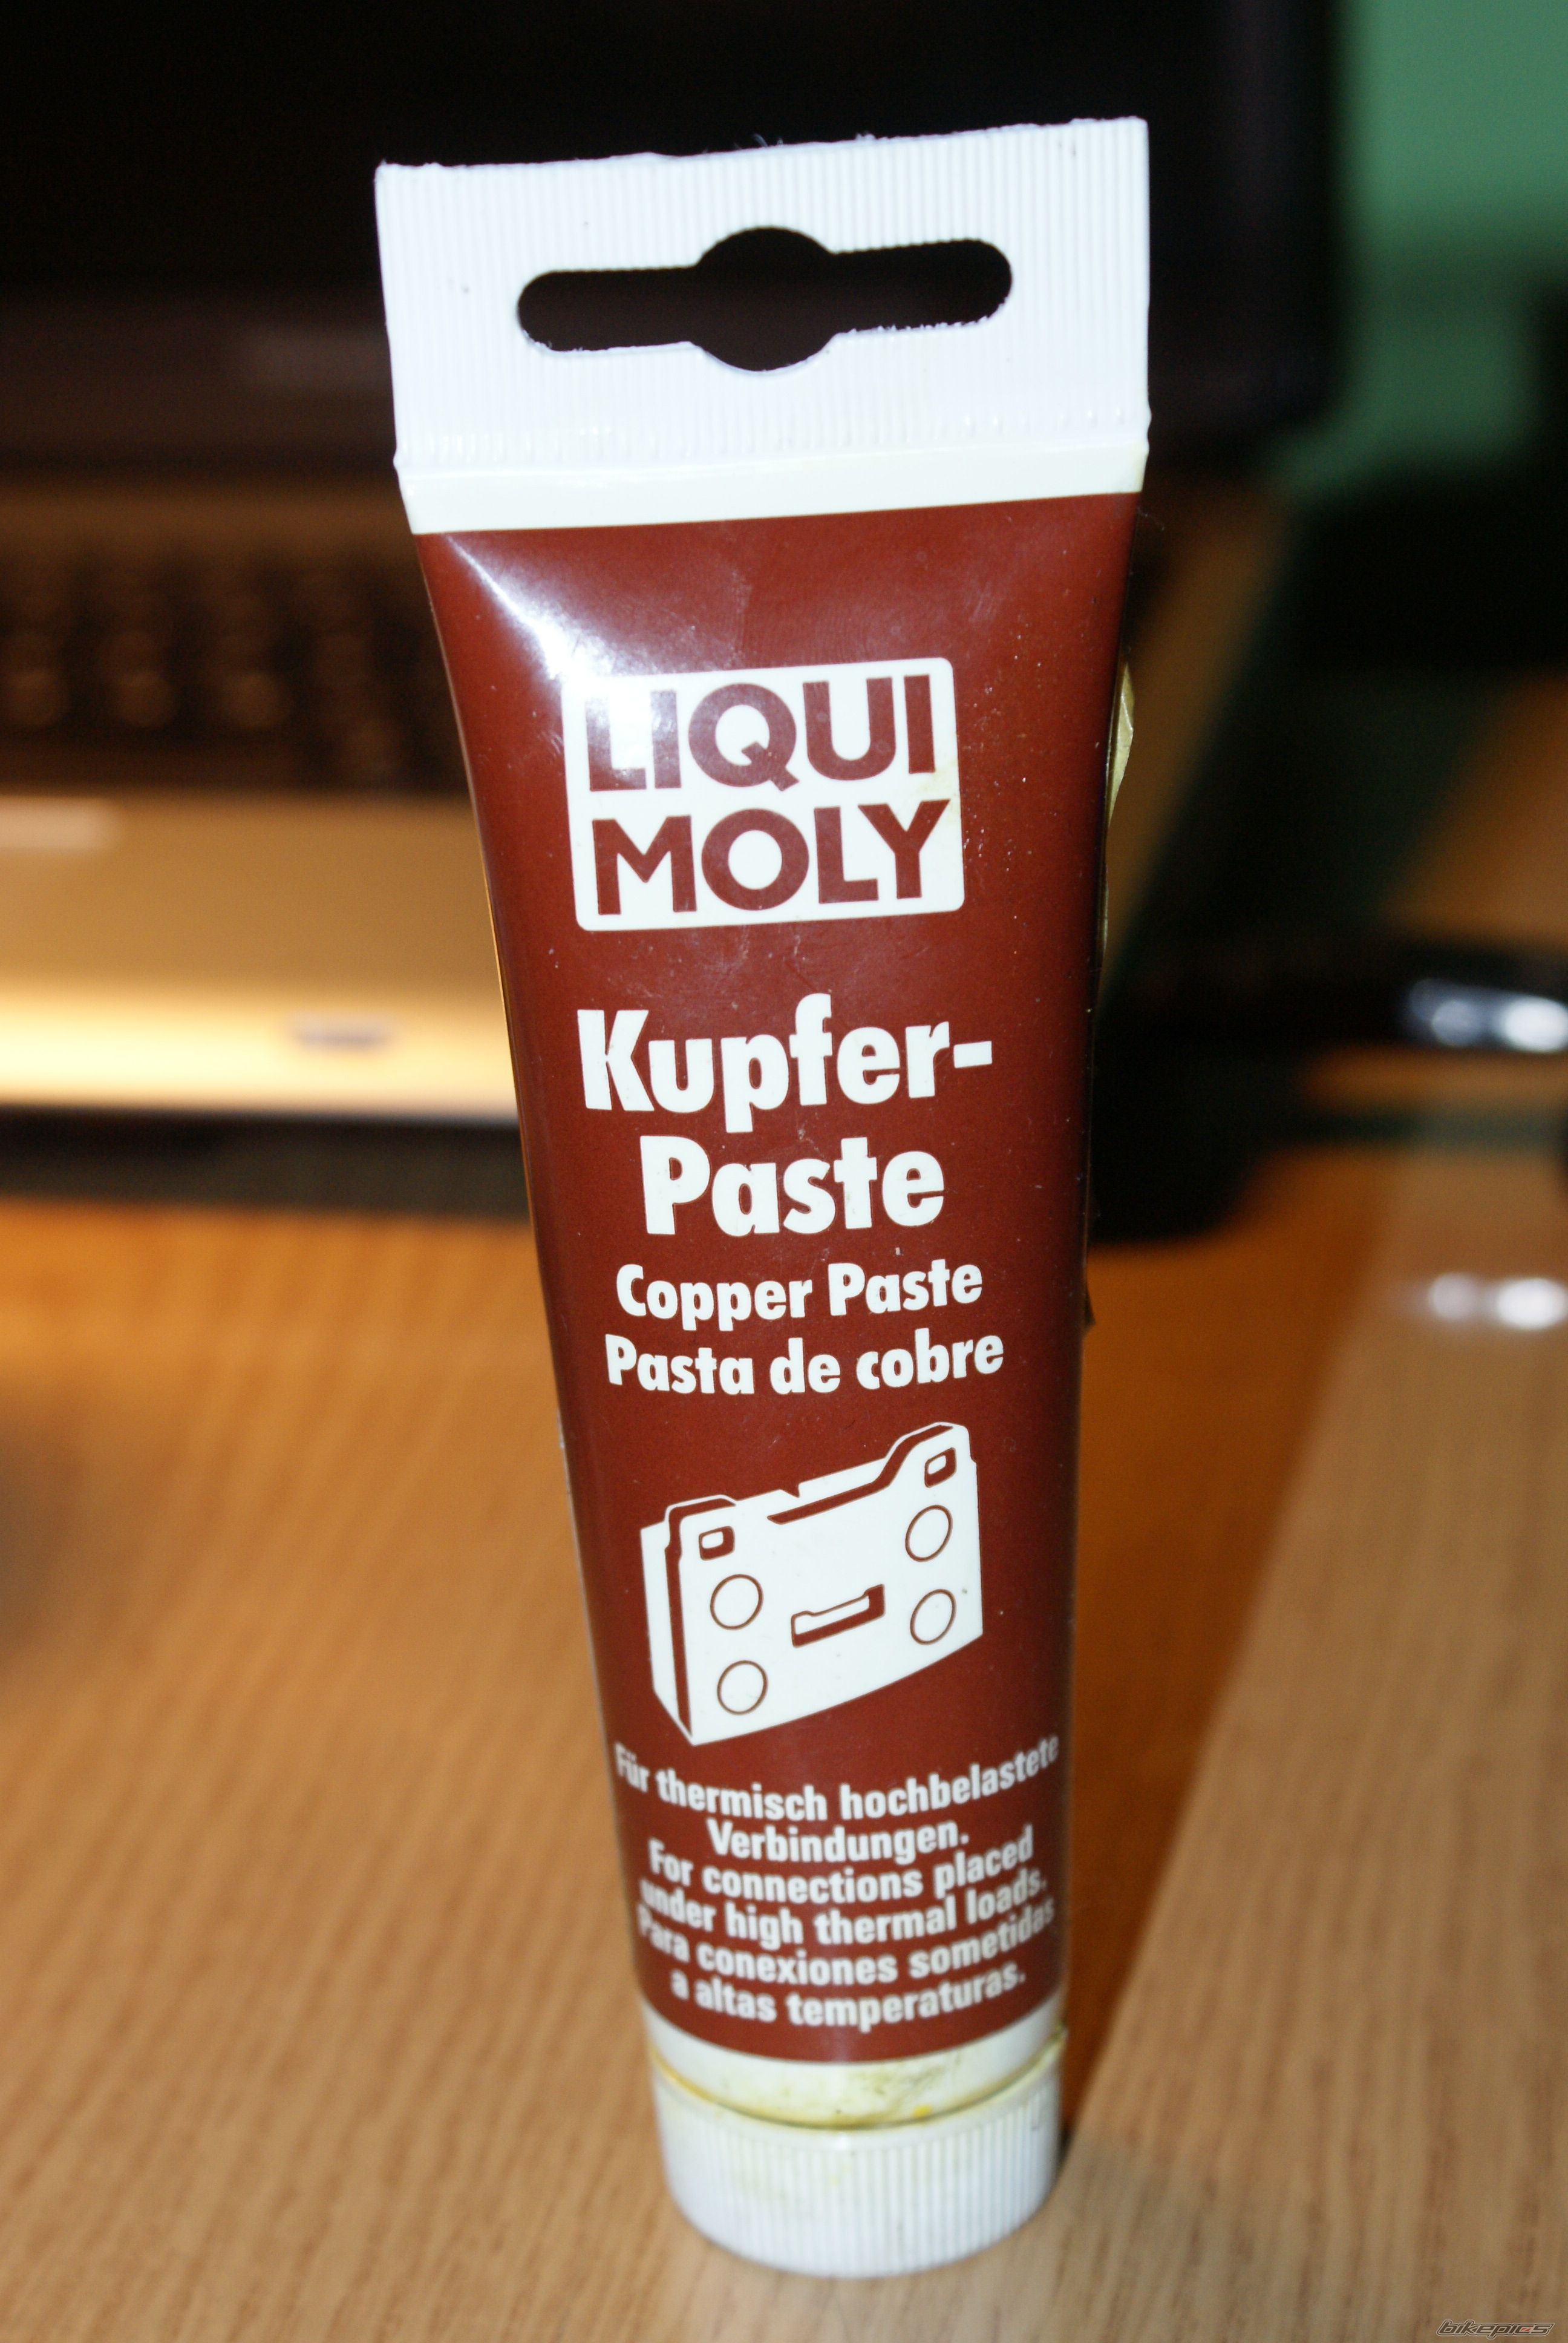 LIQUI
MOLY
Kupfer-
Paste
Copper Paste
Pasta de cobre
Für thermisch hochbelastete
Verbindungen.
For connections placed
under high thermal loads.
Para conexiones sometidas
a altas temperaturas.
bikepics